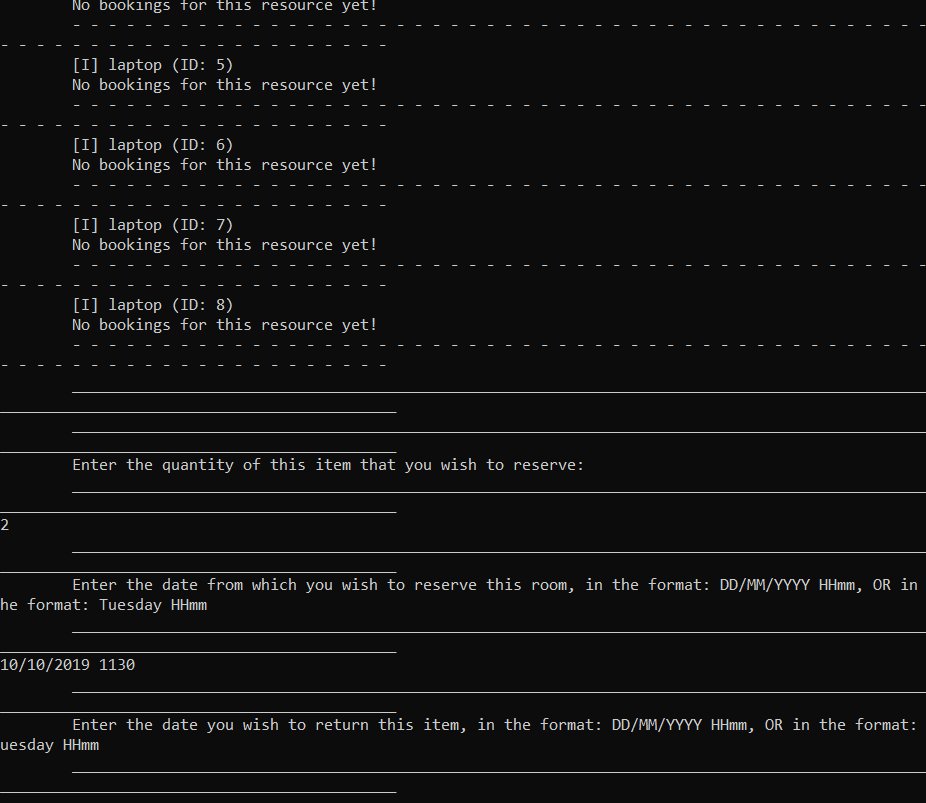 No bookings for this resource yet!
- - - - - - - - - - - - - - - - - - - - - - - - - - - - - - - - - - - - - - - - - - - - - - - -
- - - - - - - - - - - - - - - - - - - - - -
[I] laptop (ID: 5)
No bookings for this resource yet!
- - - - - - - - - - - - - - - - - - - - - - - - - - - - - - - - - - - - - - - - - - - - - - - -
- - - - - - - - - - - - - - - - - - - - - -
[I] laptop (ID: 6)
No bookings for this resource yet!
- - - - - - - - - - - - - - - - - - - - - - - - - - - - - - - - - - - - - - - - - - - - - - - -
- - - - - - - - - - - - - - - - - - - - - -
[I] laptop (ID: 7)
No bookings for this resource yet!
- - - - - - - - - - - - - - - - - - - - - - - - - - - - - - - - - - - - - - - - - - - - - - - -
- - - - - - - - - - - - - - - - - - - - - -
[I] laptop (ID: 8)
No bookings for this resource yet!
- - - - - - - - - - - - - - - - - - - - - - - - - - - - - - - - - - - - - - - - - - - - - - - -
- - - - - - - - - - - - - - - - - - - - - -
Enter the quantity of this item that you wish to reserve:
2
Enter the date from which you wish to reserve this room, in the format: DD/MM/YYYY HHmm, OR in
he format: Tuesday HHmm
10/10/2019 1130
Enter the date you wish to return this item, in the format: DD/MM/YYYY HHmm, OR in the format:
uesday HHmm